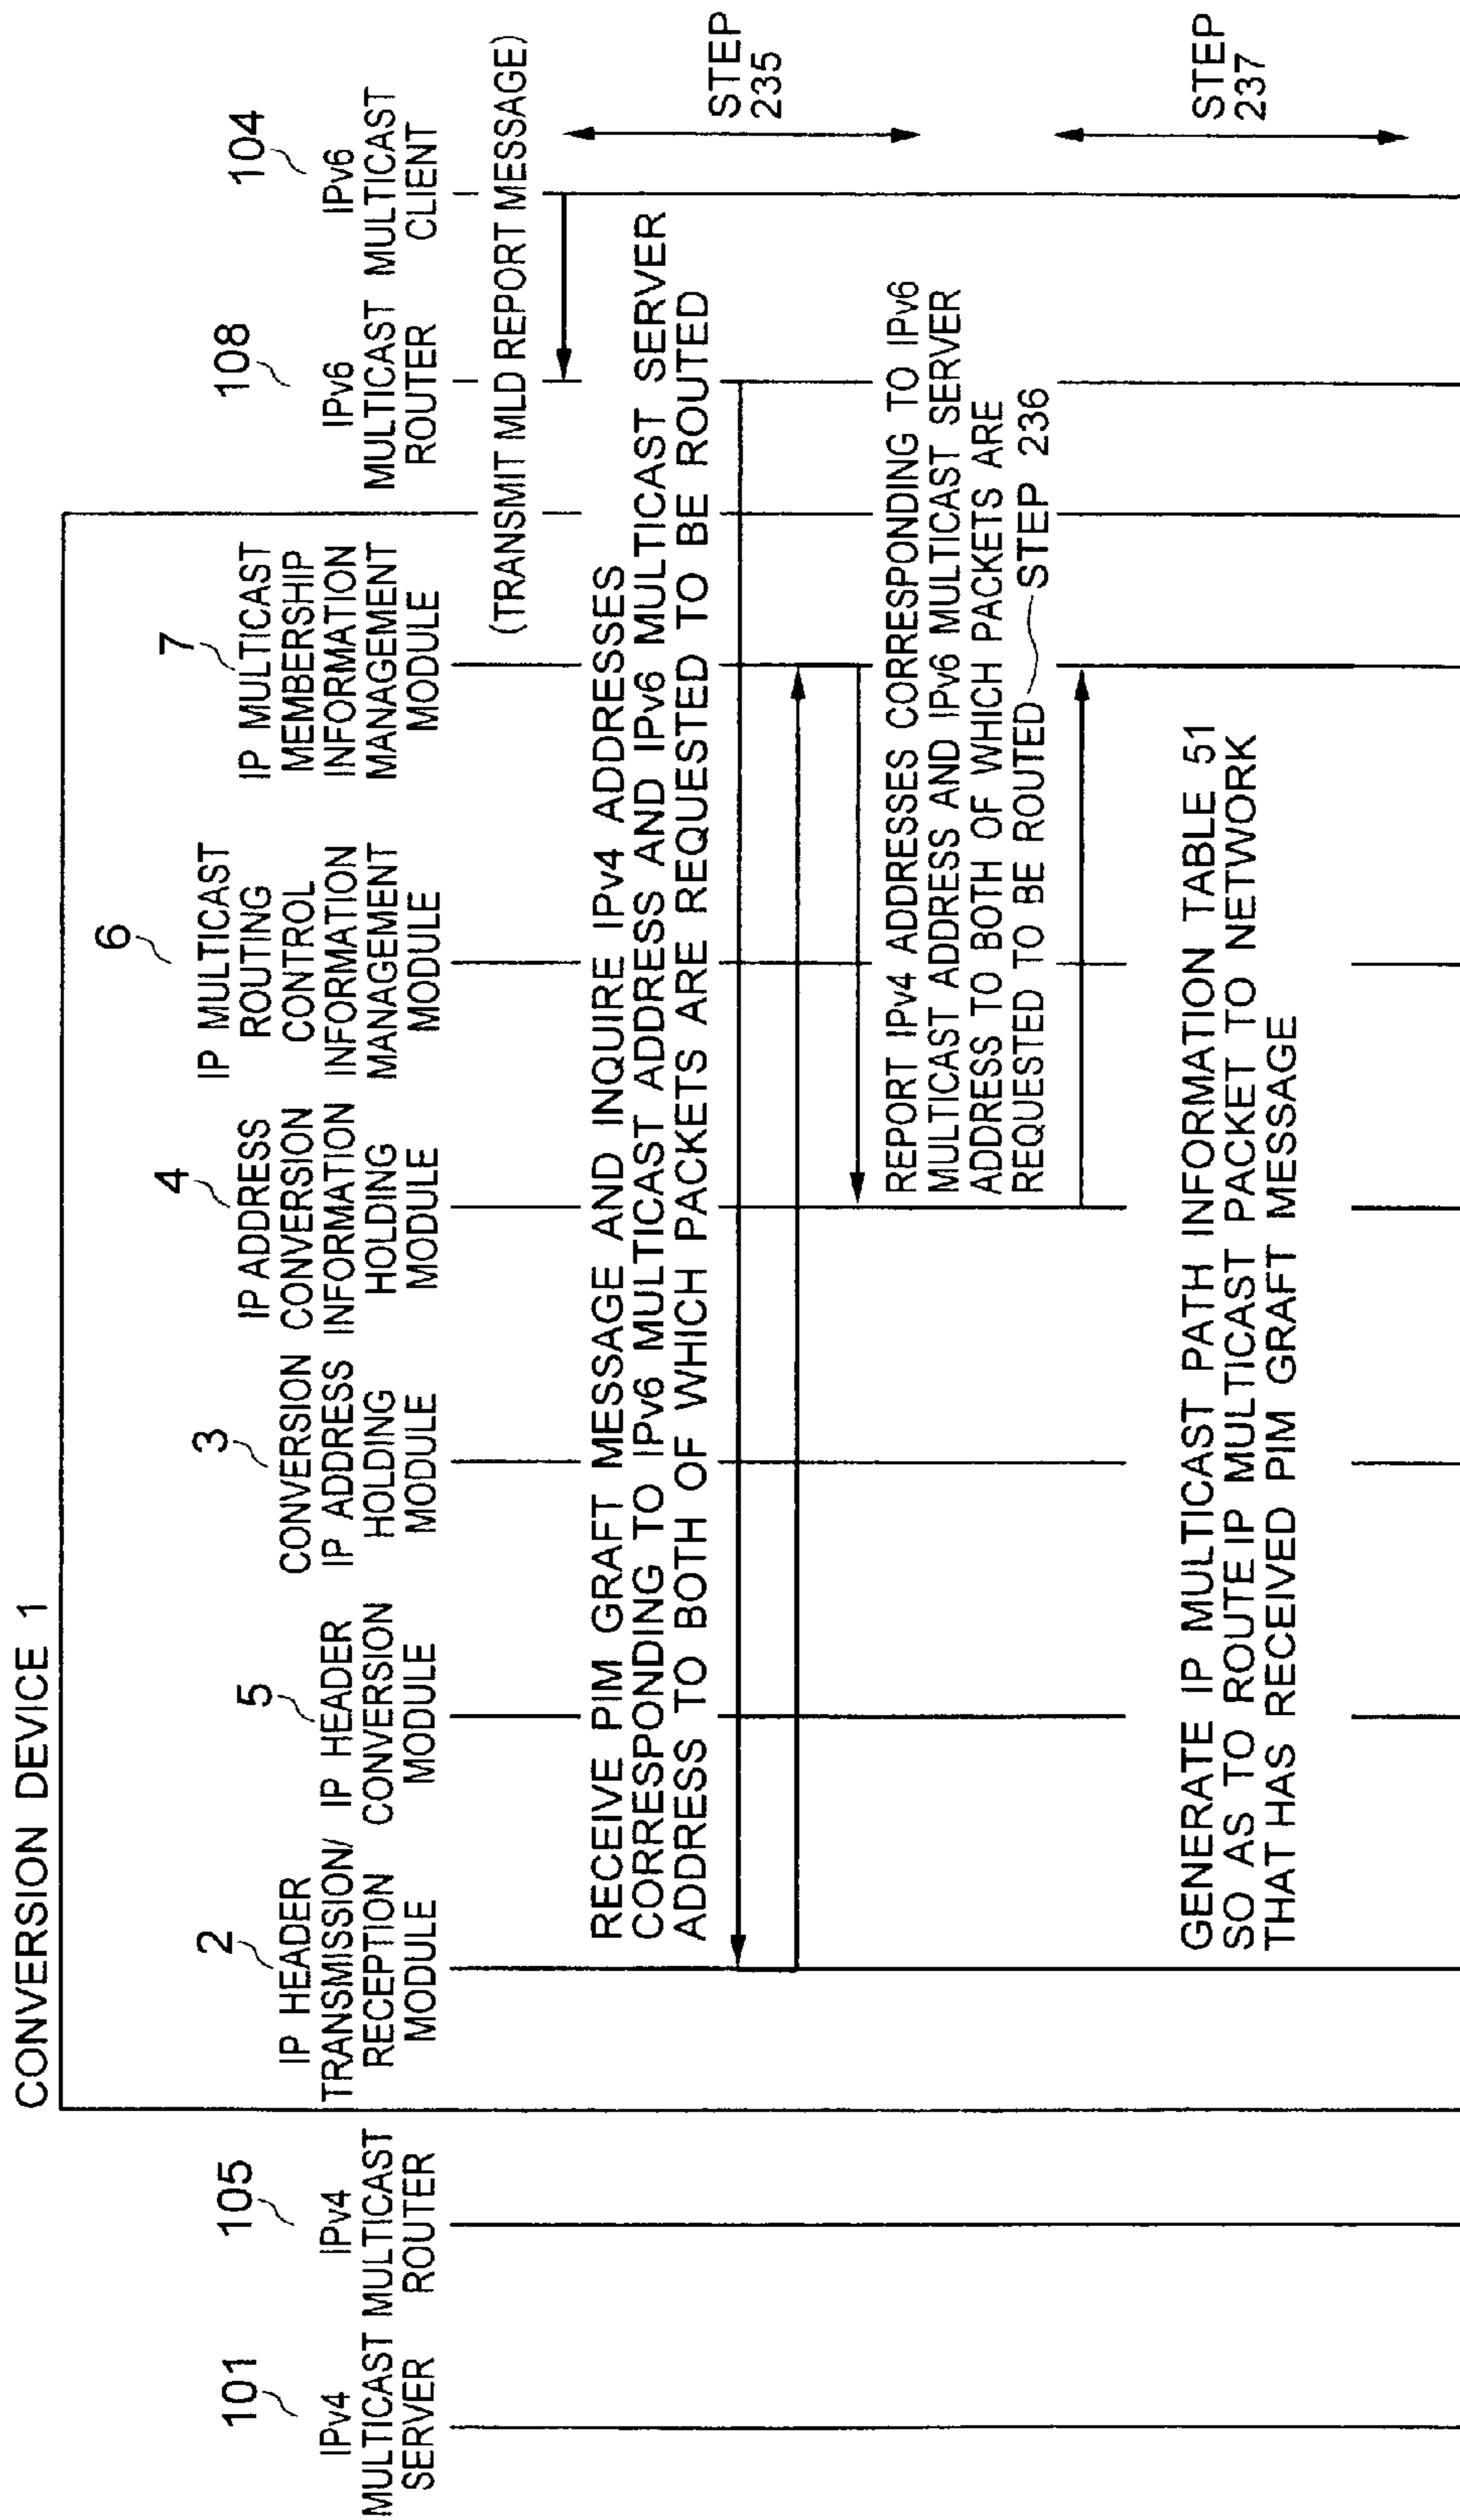 CONVERSION DEVICE 1
101
IPv4
MULTICAST
SERVER
105
IPv4
MULTICAST
ROUTER
2
IP HEADER
TRANSMISSION/
RECEPTION
MODULE
5
IP HEADER
CONVERSION
MODULE
3
CONVERSION
IP ADDRESS
HOLDING
MODULE
4
IP ADDRESS
CONVERSION
INFORMATION
HOLDING
MODULE
6
IP MULTICAST
ROUTING
CONTROL
INFORMATION
MANAGEMENT
MODULE
7
IP MULTICAST
MEMBERSHIP
INFORMATION
MANAGEMENT
MODULE
108
IPv6
MULTICAST
ROUTER
104
IPv6
MULTICAST
CLIENT
(TRANSMIT MLD REPORT MESSAGE)
RECEIVE PIM GRAFT MESSAGE AND INQUIRE IPv4 ADDRESSES
CORRESPONDING TO IPv6 MULTICAST ADDRESS AND IPv6 MULTICAST SERVER
ADDRESS TO BOTH OF WHICH PACKETS ARE REQUESTED TO BE ROUTED
STEP
235
REPORT IPv4 ADDRESSES CORRESPONDING TO IPv6
MULTICAST ADDRESS AND IPv6 MULTICAST SERVER
ADDRESS TO BOTH OF WHICH PACKETS ARE
REQUESTED TO BE ROUTED
STEP 236
GENERATE IP MULTICAST PATH INFORMATION TABLE 51
SO AS TO ROUTE IP MULTICAST PACKET TO NETWORK
THAT HAS RECEIVED PIM GRAFT MESSAGE
STEP
237